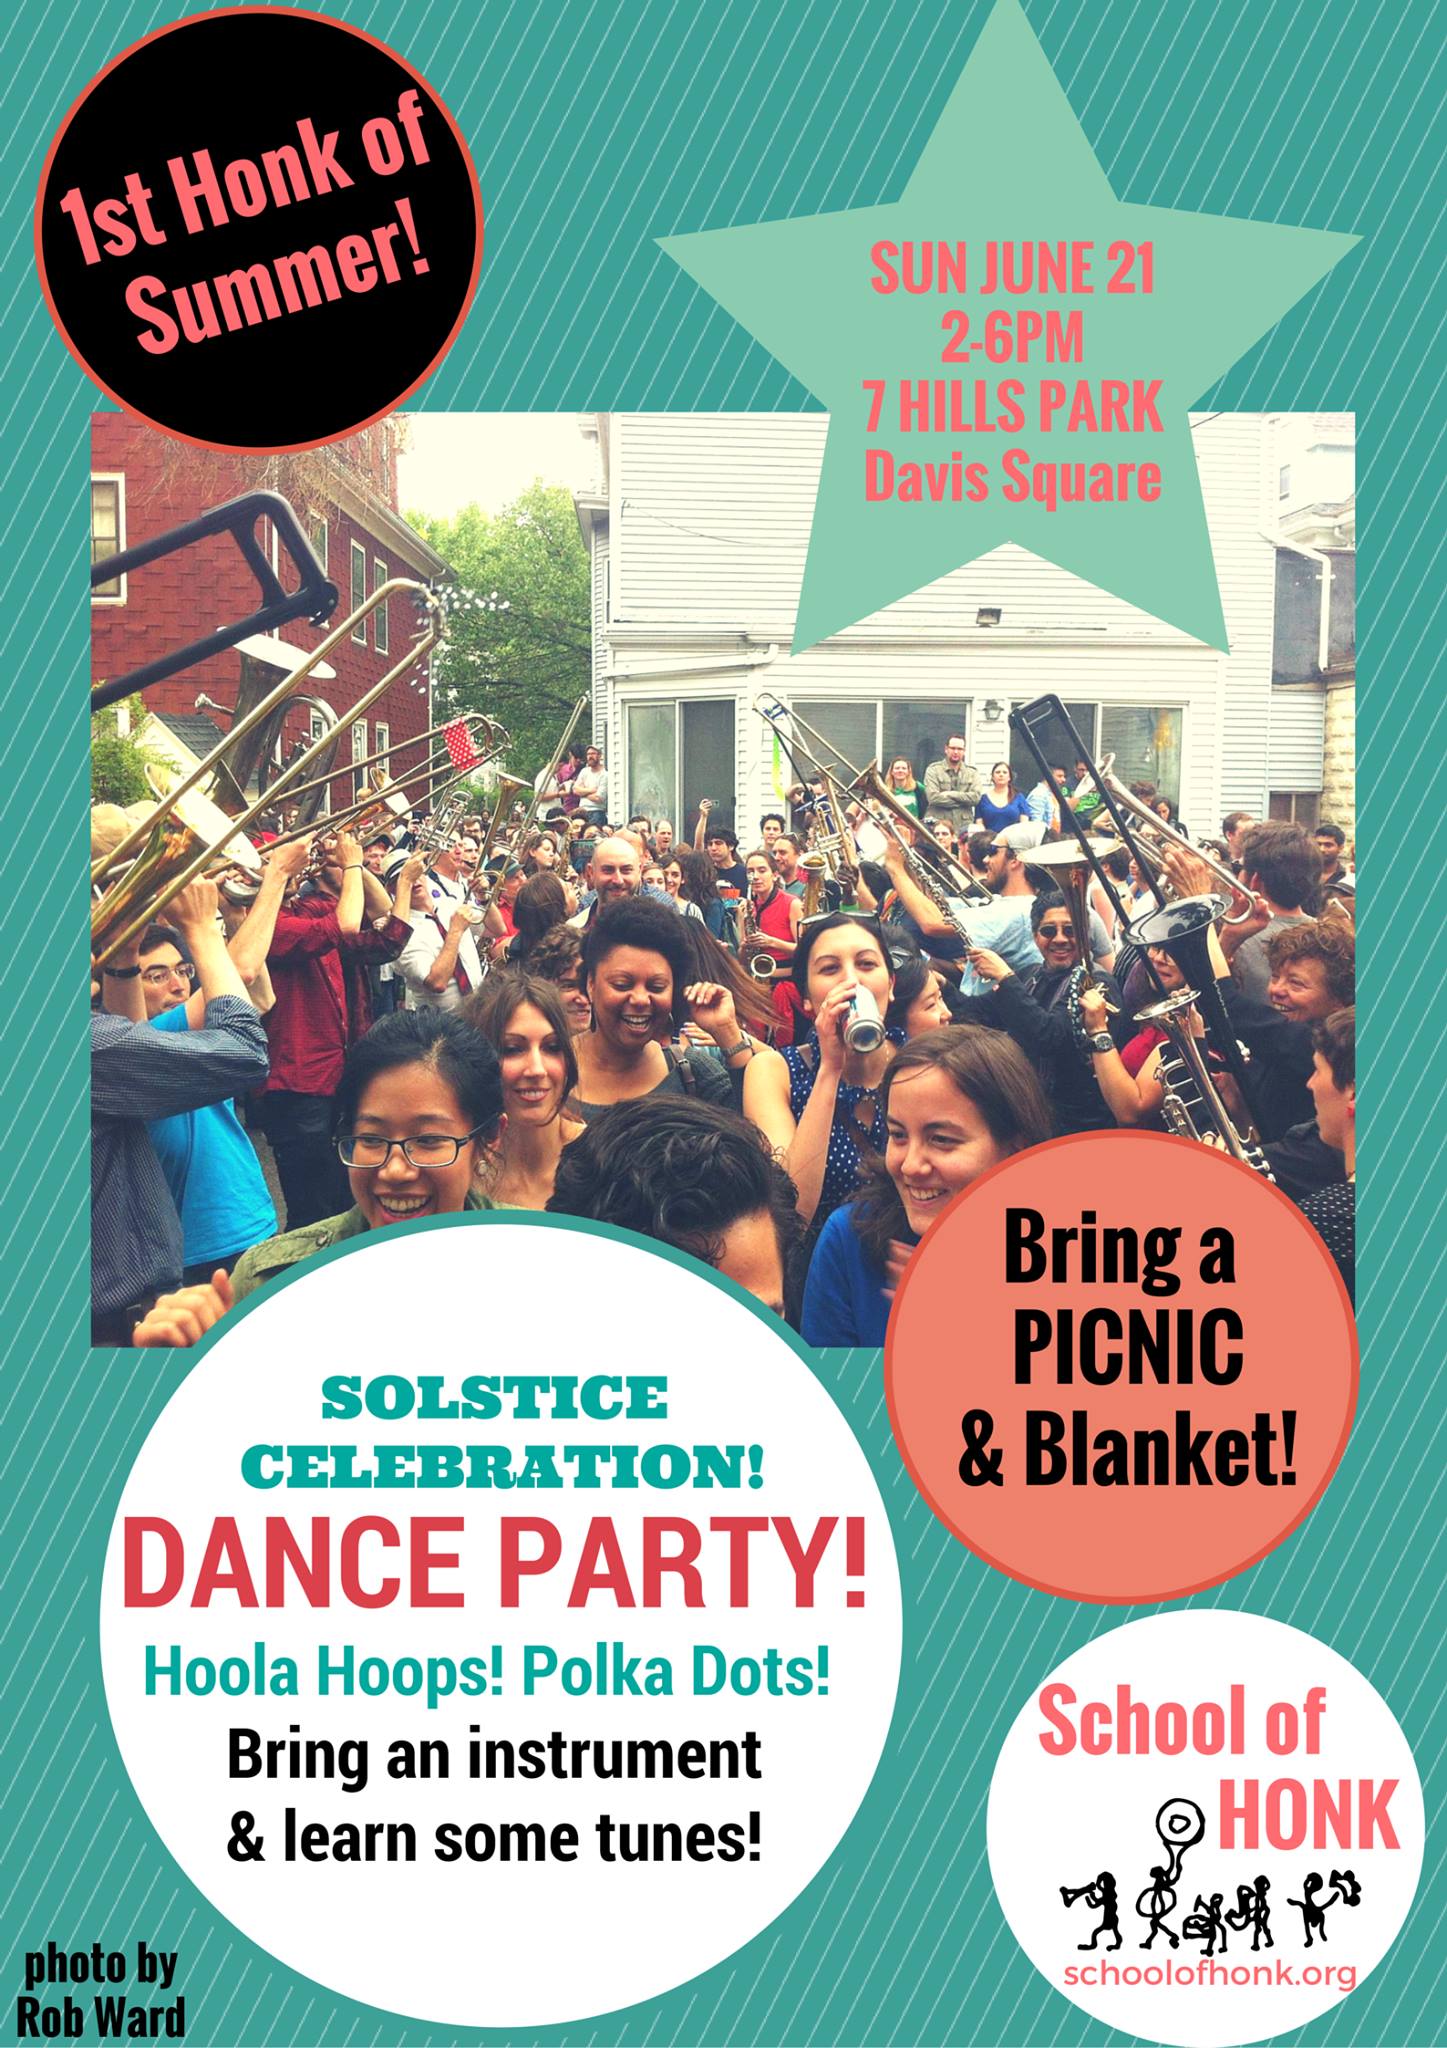 1st Honk of
Summer!
SUN JUNE 21
2-6PM
7 HILLS PARK
Davis Square
Bring a
PICNIC
& Blanket!
SOLSTICE
CELEBRATION!
DANCE PARTY!
Hoola Hoops! Polka Dots!
Bring an instrument
& learn some tunes!
School of
HONK
schoolofhonk.org
photo by
Rob Ward